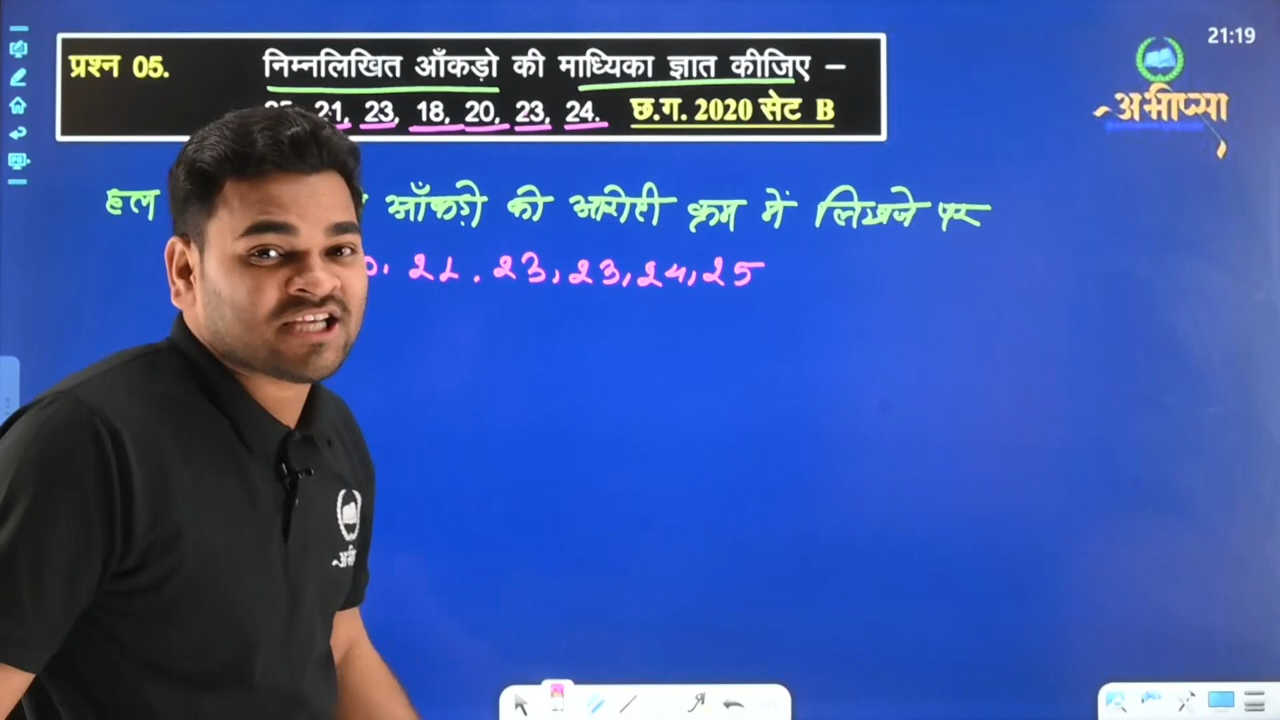 21:19
प्रश्न 05. निम्नलिखित आँकड़ो की माध्यिका ज्ञात कीजिए –
21, 23, 18, 20, 23, 24. छ.ग. 2020 सेट B
अभीप्सा
हल आँकड़ो को आरोही क्रम में लिखने पर
21. 23, 23, 24, 25